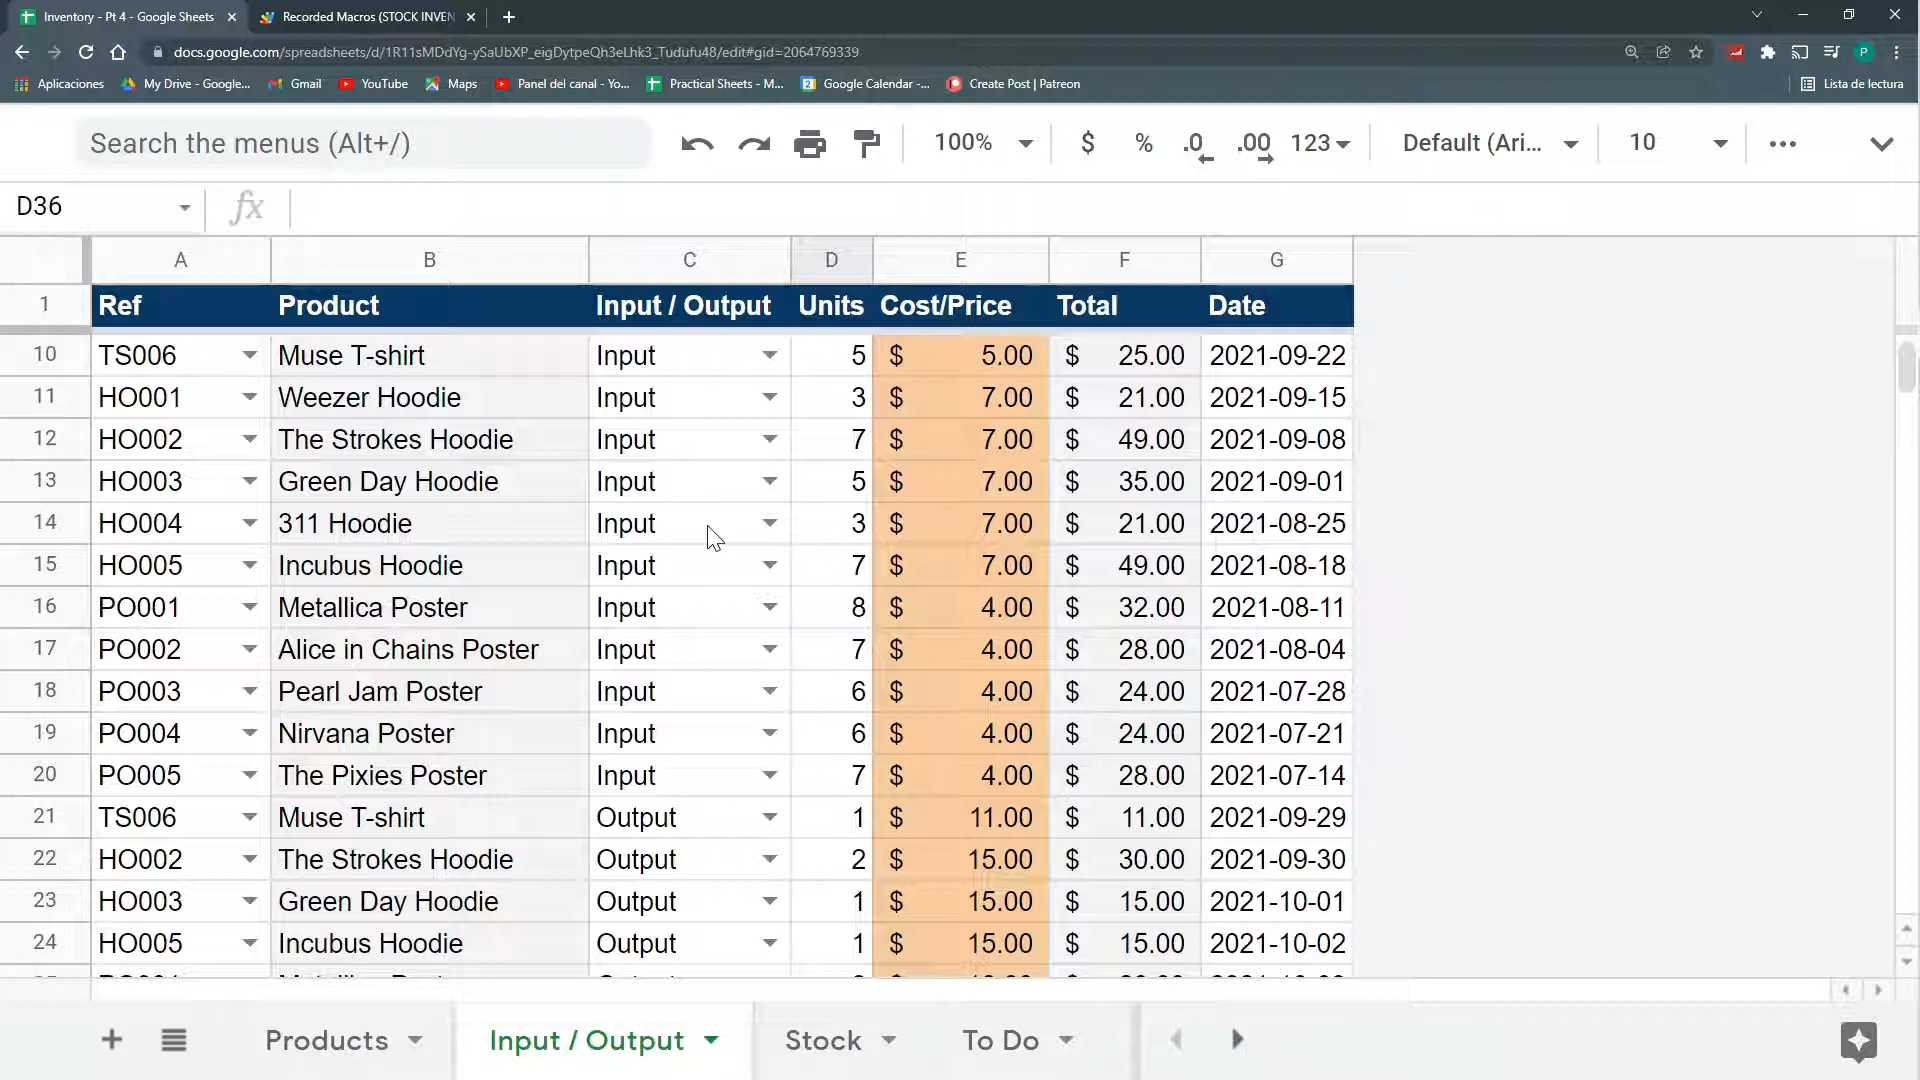 Inventory - Pt 4 - Google Sheets
Recorded Macros (STOCK INVEN
docs.google.com/spreadsheets/d/1R11sMDdYg-ySaUbXP_eigDytpeQh3eLhk3_Tudufu48/edit#gid=2064769339
P
Aplicaciones My Drive - Google... Gmail YouTube Maps Panel del canal - Yo... Practical Sheets - M... Google Calendar -... Create Post | Patreon Lista de lectura
Search the menus (Alt+/) 100% $ % .0 .00 123 Default (Ari... 10
D36 fx
A B C D E F G
1 Ref Product Input / Output Units Cost/Price Total Date
10 TS006 Muse T-shirt Input 5 $ 5.00 $ 25.00 2021-09-22
11 HO001 Weezer Hoodie Input 3 $ 7.00 $ 21.00 2021-09-15
12 HO002 The Strokes Hoodie Input 7 $ 7.00 $ 49.00 2021-09-08
13 HO003 Green Day Hoodie Input 5 $ 7.00 $ 35.00 2021-09-01
14 HO004 311 Hoodie Input 3 $ 7.00 $ 21.00 2021-08-25
15 HO005 Incubus Hoodie Input 7 $ 7.00 $ 49.00 2021-08-18
16 PO001 Metallica Poster Input 8 $ 4.00 $ 32.00 2021-08-11
17 PO002 Alice in Chains Poster Input 7 $ 4.00 $ 28.00 2021-08-04
18 PO003 Pearl Jam Poster Input 6 $ 4.00 $ 24.00 2021-07-28
19 PO004 Nirvana Poster Input 6 $ 4.00 $ 24.00 2021-07-21
20 PO005 The Pixies Poster Input 7 $ 4.00 $ 28.00 2021-07-14
21 TS006 Muse T-shirt Output 1 $ 11.00 $ 11.00 2021-09-29
22 HO002 The Strokes Hoodie Output 2 $ 15.00 $ 30.00 2021-09-30
23 HO003 Green Day Hoodie Output 1 $ 15.00 $ 15.00 2021-10-01
24 HO005 Incubus Hoodie Output 1 $ 15.00 $ 15.00 2021-10-02
Products Input / Output Stock To Do